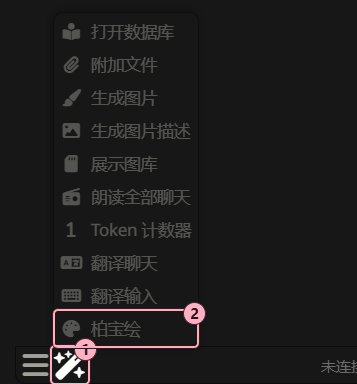 打开数据库
附加文件
生成图片
生成图片描述
展示图库
朗读全部聊天
1 Token 计数器
翻译聊天
翻译输入
2
柏宝绘
1
未连接